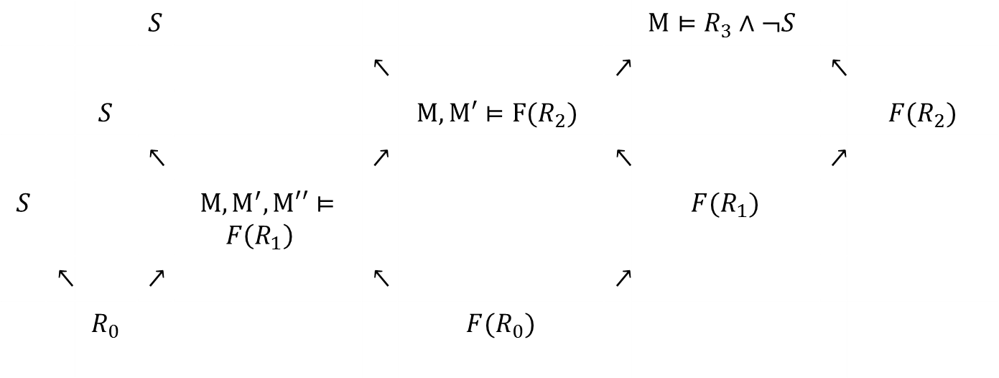 S M ⊨ R₃ ∧ ¬S
↖ ↗ ↖
S M, M′ ⊨ F(R₂) F(R₂)
↖ ↗ ↖ ↗
S M, M′, M′′ ⊨ F(R₁)
F(R₁)
↖ ↗ ↖ ↗
R₀ F(R₀)